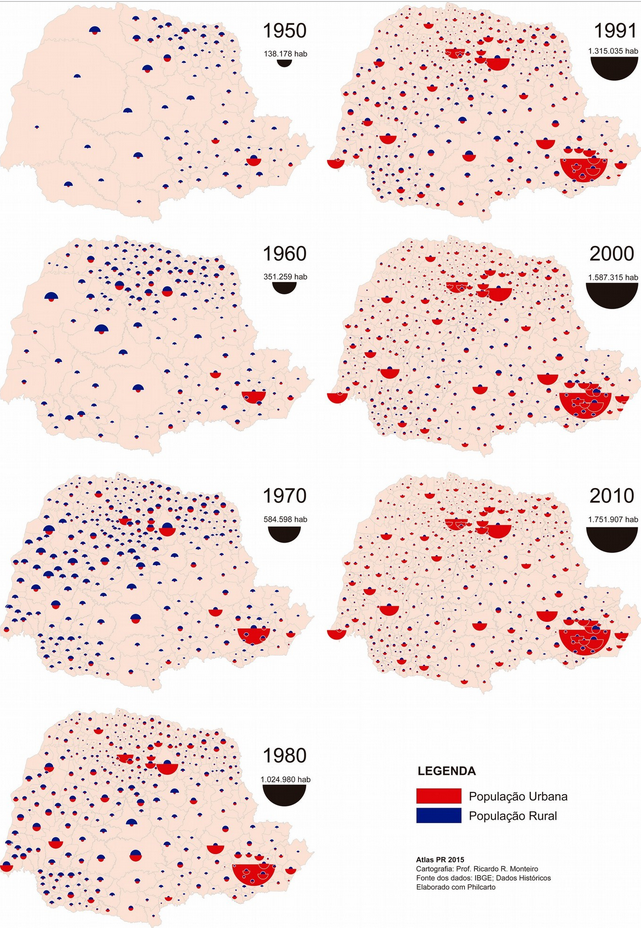 1950
138.178 hab
1991
1.315.035 hab
1960
351.259 hab
2000
1.587.315 hab
1970
584.598 hab
2010
1.751.907 hab
1980
1.024.980 hab
LEGENDA
População Urbana
População Rural
Atlas PR 2015
Cartografia: Prof. Ricardo R. Monteiro
Fonte dos dados: IBGE; Dados Históricos
Elaborado com Philcarto